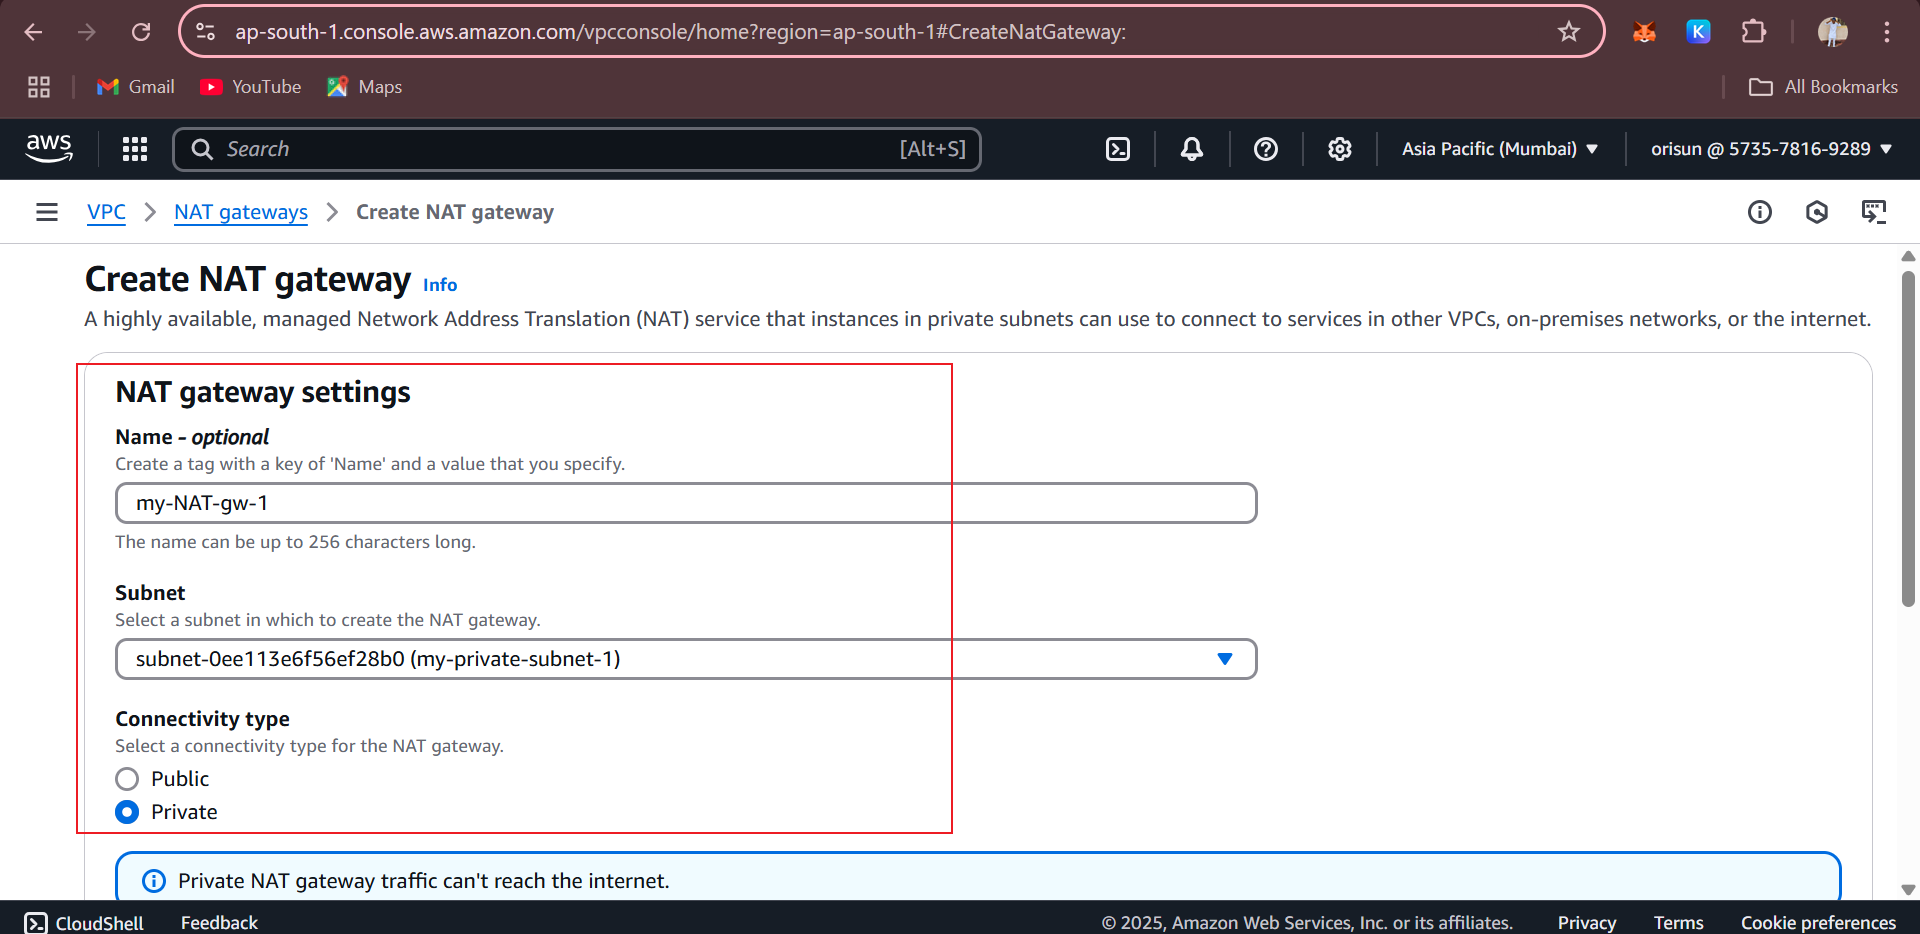 ap-south-1.console.aws.amazon.com/vpcconsole/home?region=ap-south-1#CreateNatGateway:
K
Gmail
YouTube
Maps
All Bookmarks
aws
Search
[Alt+S]
Asia Pacific (Mumbai)
orisun @ 5735-7816-9289
VPC > NAT gateways > Create NAT gateway
Create NAT gateway Info
A highly available, managed Network Address Translation (NAT) service that instances in private subnets can use to connect to services in other VPCs, on-premises networks, or the internet.
NAT gateway settings
Name - optional
Create a tag with a key of 'Name' and a value that you specify.
my-NAT-gw-1
The name can be up to 256 characters long.
Subnet
Select a subnet in which to create the NAT gateway.
subnet-0ee113e6f56ef28b0 (my-private-subnet-1)
Connectivity type
Select a connectivity type for the NAT gateway.
Public
Private
Private NAT gateway traffic can't reach the internet.
CloudShell
Feedback
© 2025, Amazon Web Services, Inc. or its affiliates.
Privacy
Terms
Cookie preferences